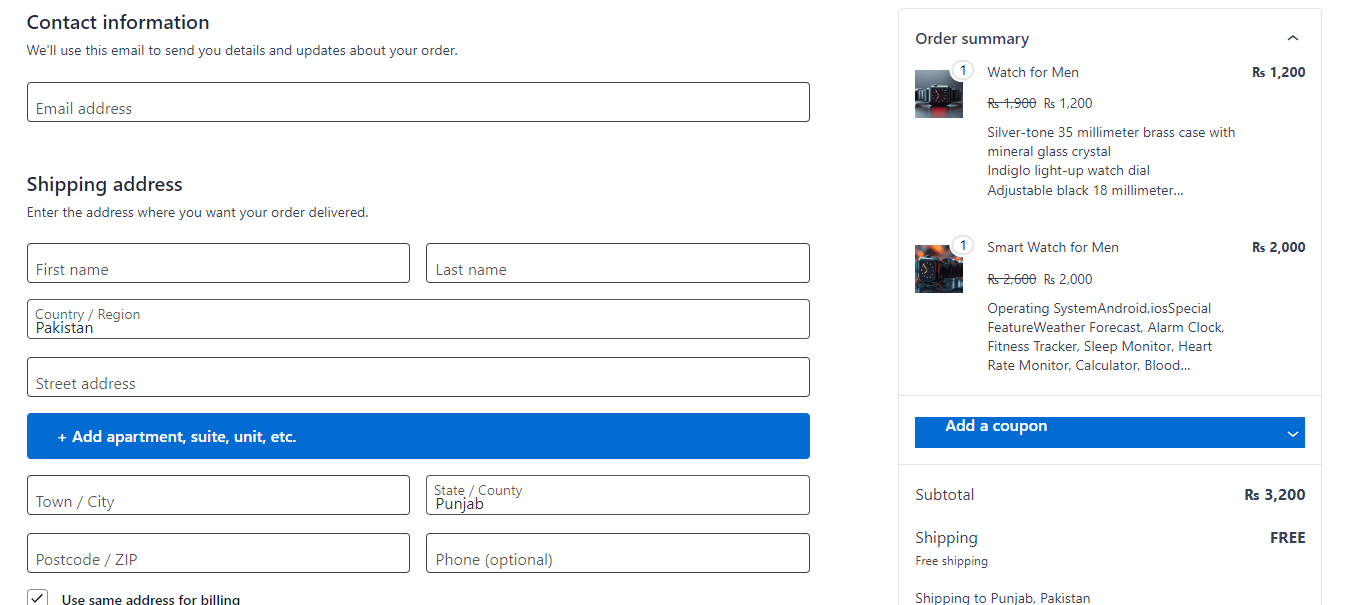 Contact information
We'll use this email to send you details and updates about your order.
Email address
Shipping address
Enter the address where you want your order delivered.
First name
Last name
Country / Region
Pakistan
Street address
+ Add apartment, suite, unit, etc.
Town / City
State / County
Punjab
Postcode / ZIP
Phone (optional)
Use same address for billing
Order summary
1
Watch for Men
Rs 1,200
Rs 1,900 Rs 1,200
Silver-tone 35 millimeter brass case with
mineral glass crystal
Indiglo light-up watch dial
Adjustable black 18 millimeter...
1
Smart Watch for Men
Rs 2,000
Rs 2,600 Rs 2,000
Operating SystemAndroid,iosSpecial
FeatureWeather Forecast, Alarm Clock,
Fitness Tracker, Sleep Monitor, Heart
Rate Monitor, Calculator, Blood...
Add a coupon
Subtotal
Rs 3,200
Shipping
FREE
Free shipping
Shipping to Punjab, Pakistan